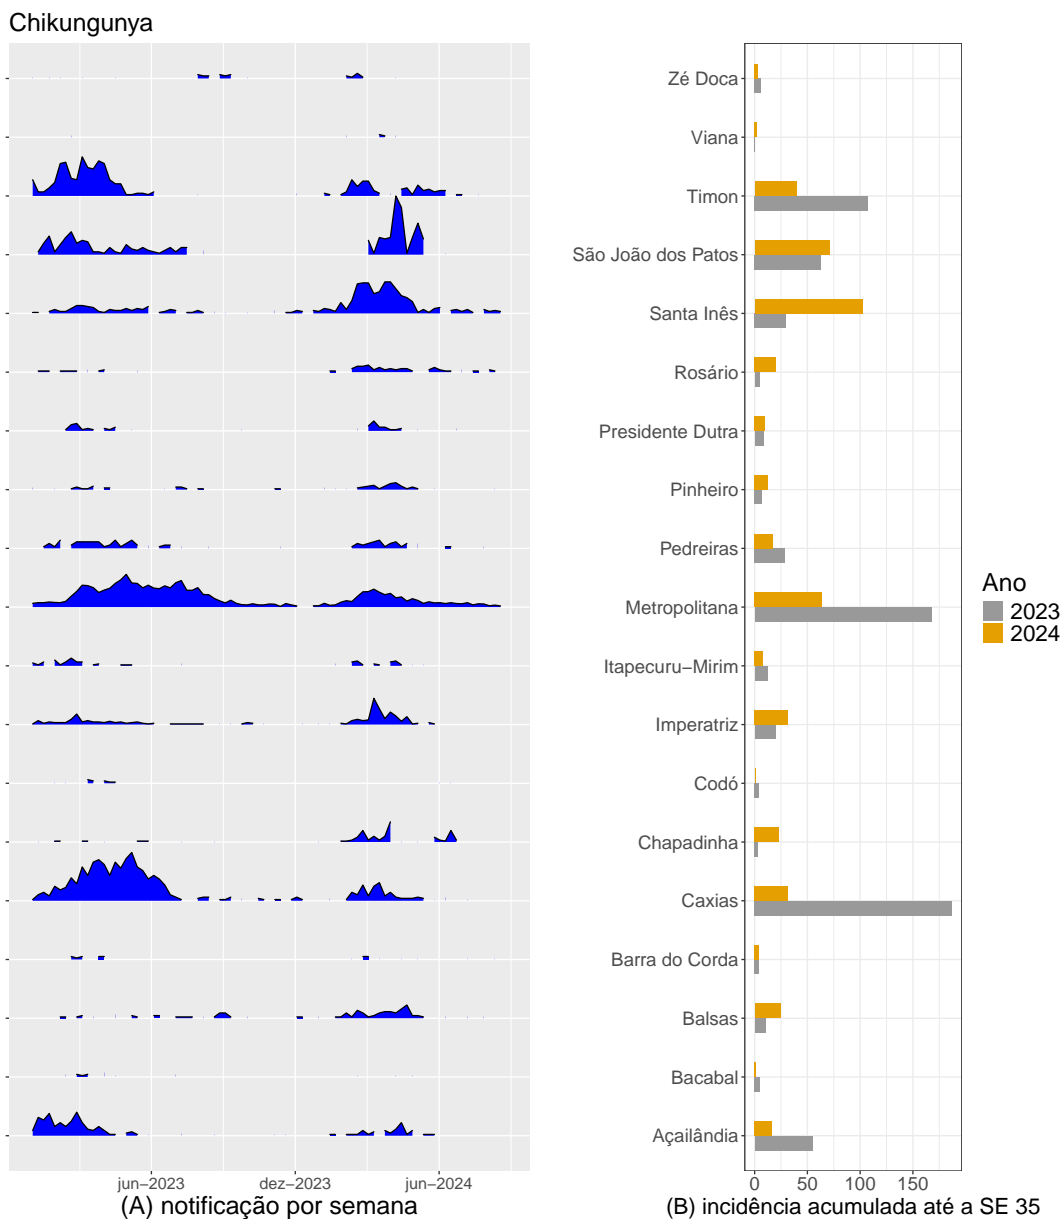 Chikungunya
Zé Doca
Viana
Timon
São João dos Patos
Santa Inês
Rosário
Presidente Dutra
Pinheiro
Pedreiras
Metropolitana
Itapecuru−Mirim
Imperatriz
Codó
Chapadinha
Caxias
Barra do Corda
Balsas
Bacabal
Açailândia
Ano
2023
2024
jun−2023 dez−2023 jun−2024
0 50 100 150
(A) notificação por semana
(B) incidência acumulada até a SE 35